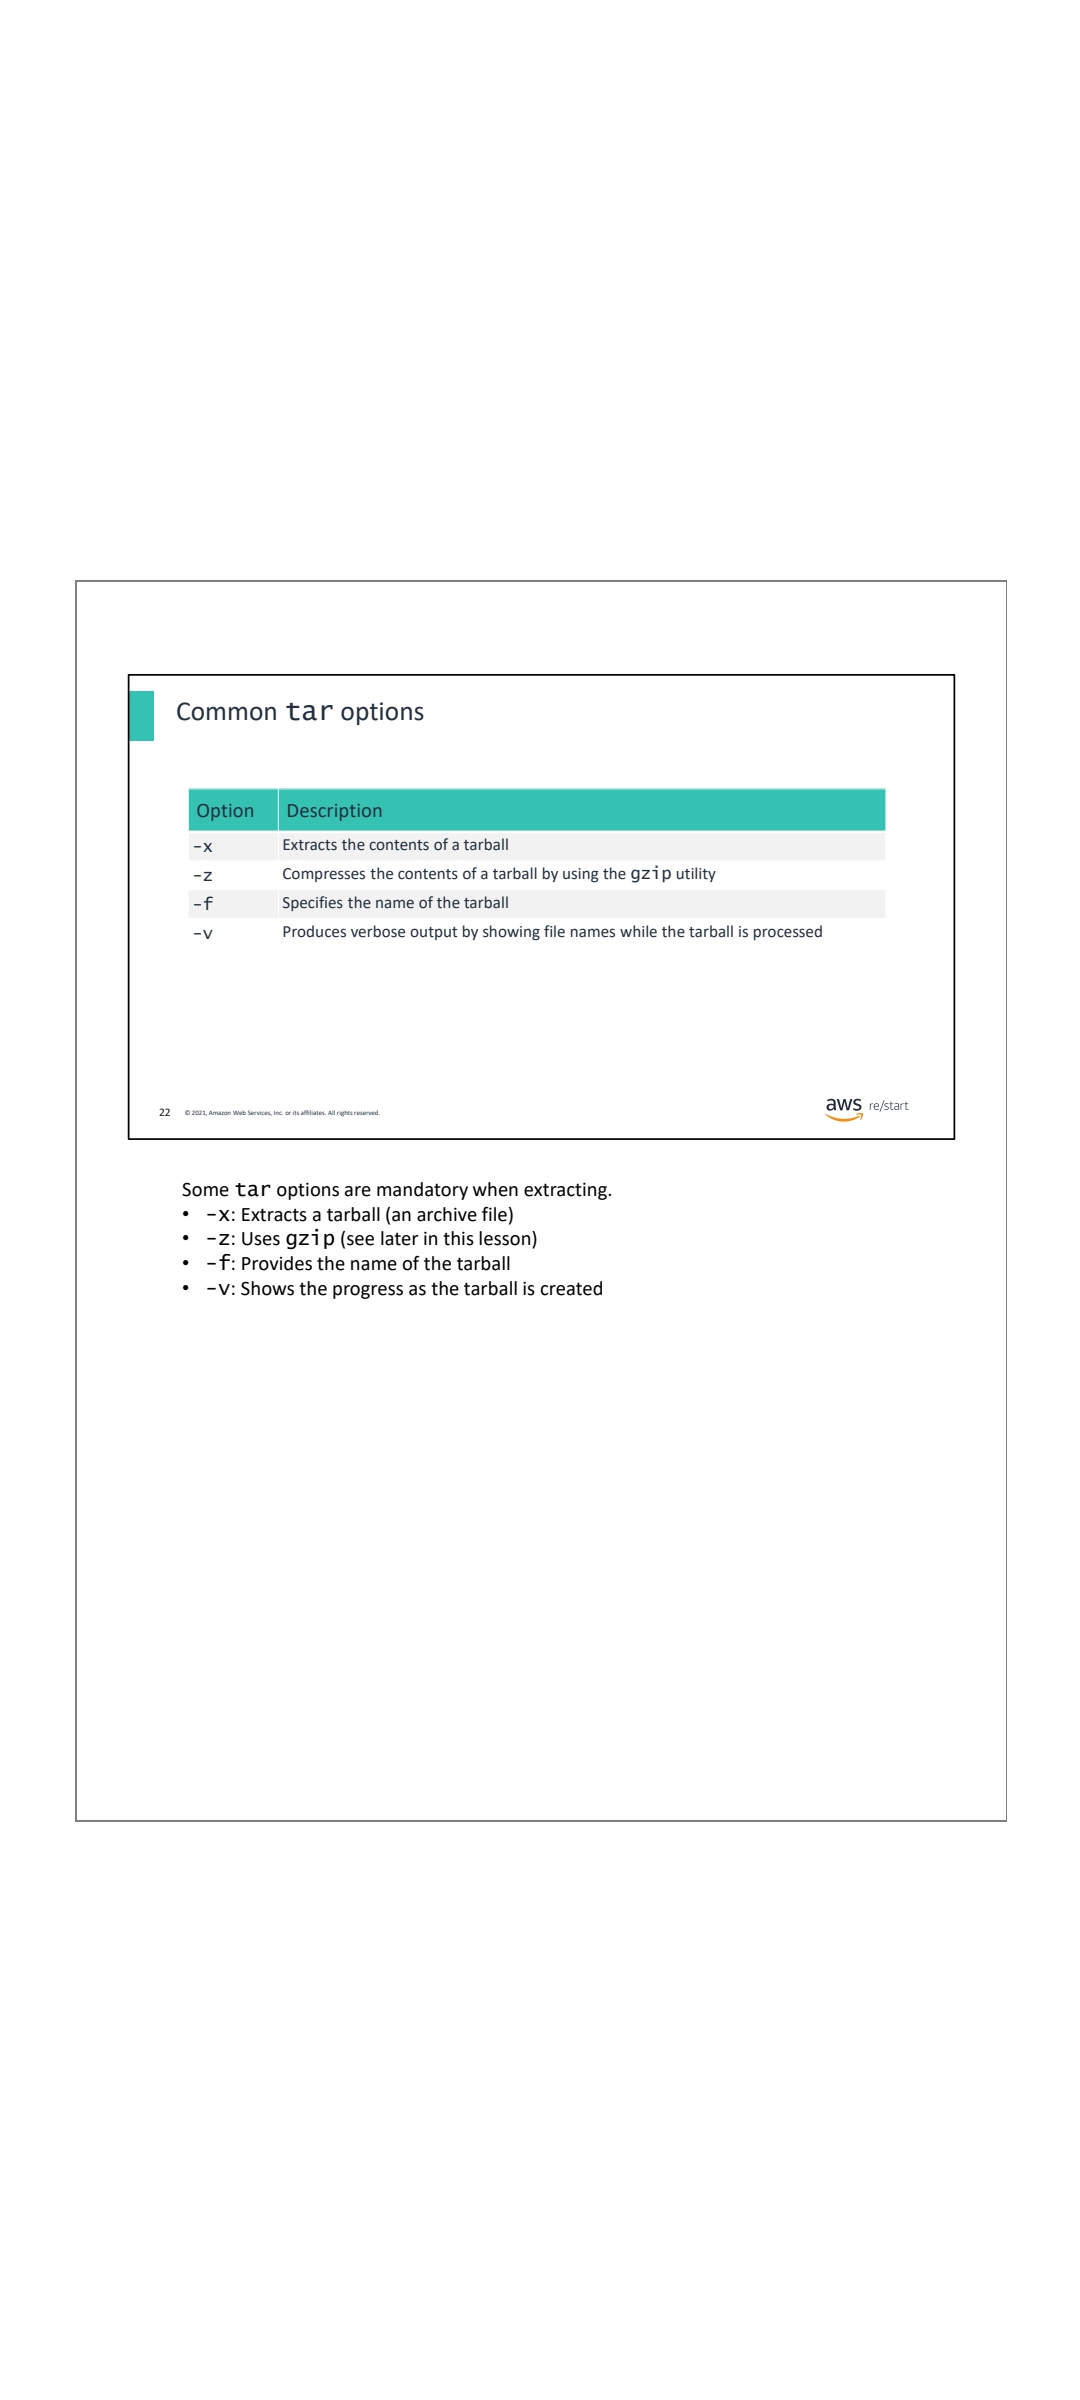 Common tar options
Option Description
-x Extracts the contents of a tarball
-z Compresses the contents of a tarball by using the gzip utility
-f Specifies the name of the tarball
-v Produces verbose output by showing file names while the tarball is processed
22 © 2021, Amazon Web Services, Inc. or its affiliates. All rights reserved.
aws re/start
Some tar options are mandatory when extracting.
• -x: Extracts a tarball (an archive file)
• -z: Uses gzip (see later in this lesson)
• -f: Provides the name of the tarball
• -v: Shows the progress as the tarball is created